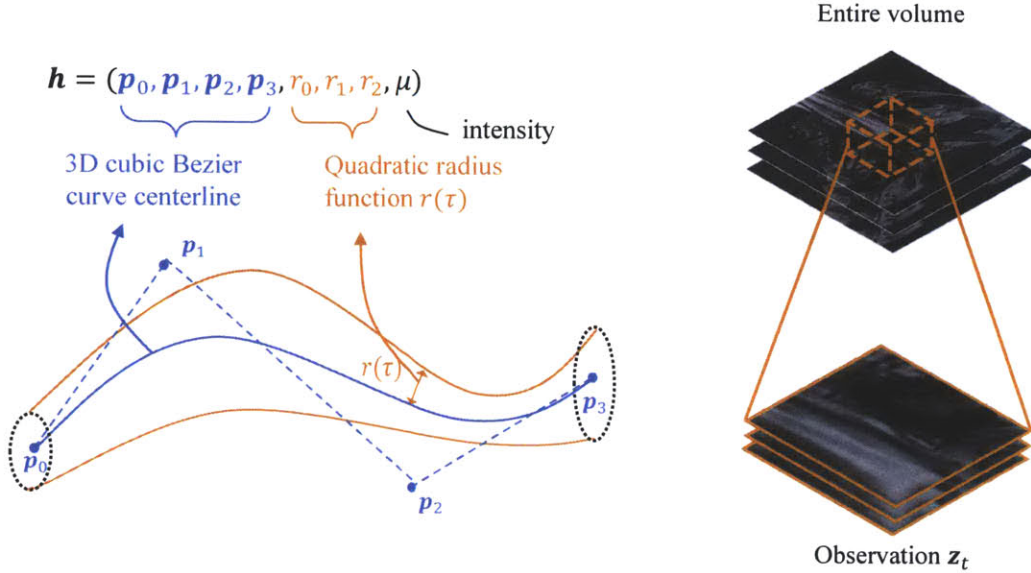 Entire volume
𝒉 = (𝒑₀, 𝒑₁, 𝒑₂, 𝒑₃, r₀, r₁, r₂, μ)
intensity
3D cubic Bezier
curve centerline
Quadratic radius
function r(τ)
𝒑₁
r(τ)
𝒑₃
𝒑₀
𝒑₂
Observation 𝒛ₜ